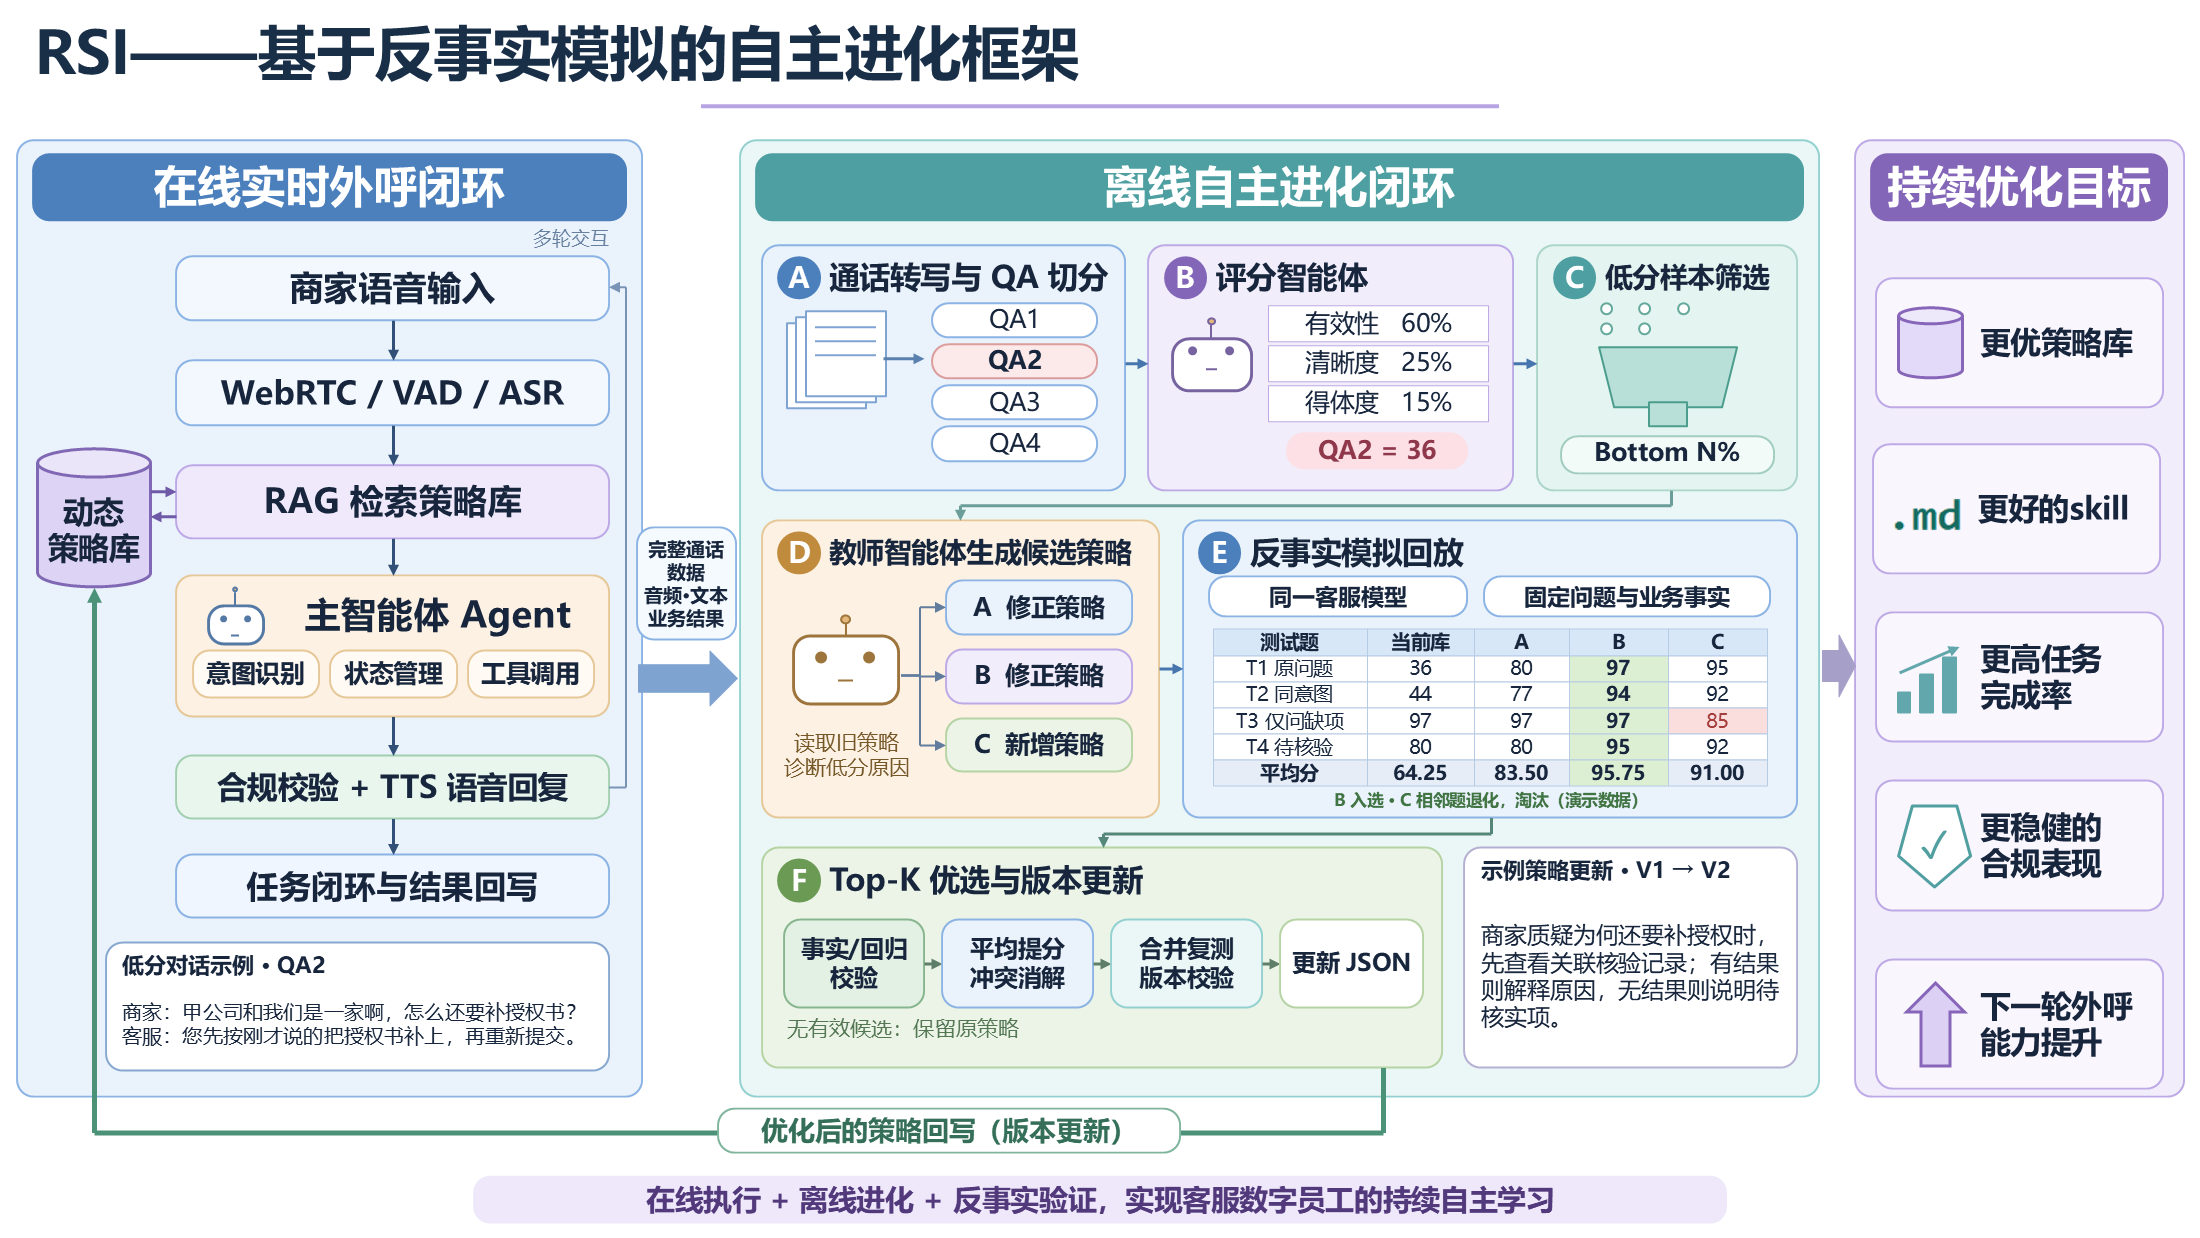 RSI——基于反事实模拟的自主进化框架
在线实时外呼闭环
多轮交互
商家语音输入
WebRTC / VAD / ASR
RAG 检索策略库
动态
策略库
主智能体 Agent
意图识别 状态管理 工具调用
合规校验 + TTS 语音回复
任务闭环与结果回写
低分对话示例 • QA2
商家：甲公司和我们是一家啊，怎么还要补授权书？
客服：您先按刚才说的把授权书补上，再重新提交。
完整通话
数据
音频•文本
业务结果
离线自主进化闭环
A 通话转写与 QA 切分
QA1
QA2
QA3
QA4
B 评分智能体
有效性 60%
清晰度 25%
得体度 15%
QA2 = 36
C 低分样本筛选
Bottom N%
D 教师智能体生成候选策略
A 修正策略
B 修正策略
C 新增策略
读取旧策略
诊断低分原因
E 反事实模拟回放
同一客服模型 固定问题与业务事实
测试题 当前库 A B C
T1 原问题 36 80 97 95
T2 同意图 44 77 94 92
T3 仅问缺项 97 97 97 85
T4 待核验 80 80 95 92
平均分 64.25 83.50 95.75 91.00
B 入选 • C 相邻题退化，淘汰（演示数据）
F Top-K 优选与版本更新
事实/回归
校验
平均提分
冲突消解
合并复测
版本校验
更新 JSON
无有效候选：保留原策略
示例策略更新 • V1 → V2
商家质疑为何还要补授权时，
先查看关联核验记录；有结果
则解释原因，无结果则说明待
核实项。
持续优化目标
更优策略库
.md 更好的skill
更高任务
完成率
✓
更稳健的
合规表现
下一轮外呼
能力提升
优化后的策略回写（版本更新）
在线执行 + 离线进化 + 反事实验证，实现客服数字员工的持续自主学习